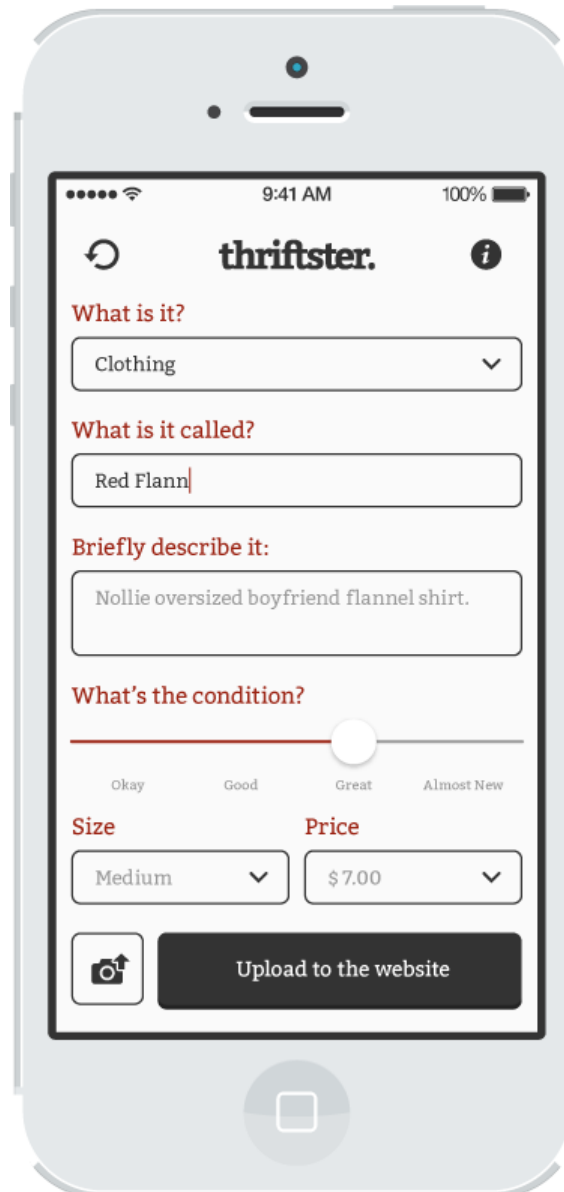 9:41 AM 100%
thriftster.
What is it?
Clothing
What is it called?
Red Flann
Briefly describe it:
Nollie oversized boyfriend flannel shirt.
What's the condition?
Okay Good Great Almost New
Size Price
Medium $7.00
Upload to the website